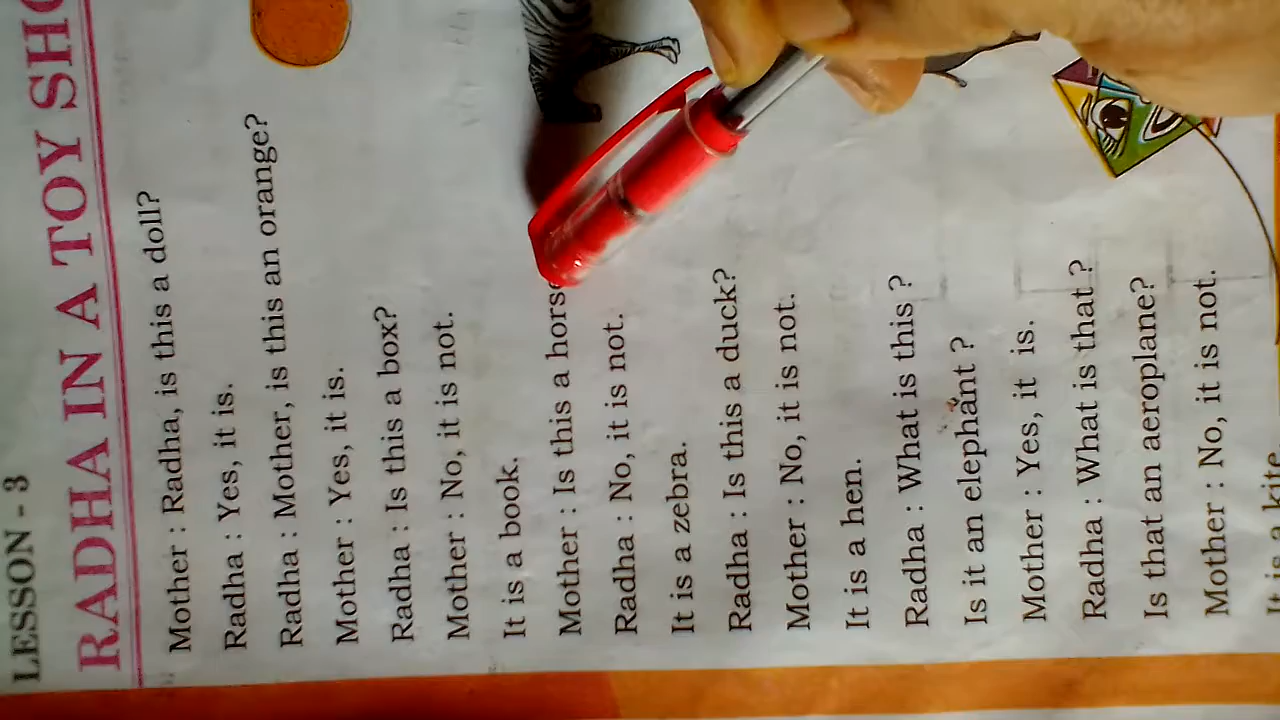 LESSON - 3
RADHA IN A TOY
Mother : Radha, is this a doll?
Radha : Yes, it is.
Radha : Mother, is this an orange?
Mother : Yes, it is.
Radha : Is this a box?
Mother : No, it is not.
It is a book.
Mother : Is this a horse
Radha : No, it is not.
It is a zebra.
Radha : Is this a duck?
Mother : No, it is not.
It is a hen.
Radha : What is this ?
Is it an elephant ?
Mother : Yes, it is.
Radha : What is that ?
Is that an aeroplane?
Mother : No, it is not.
It is a kite